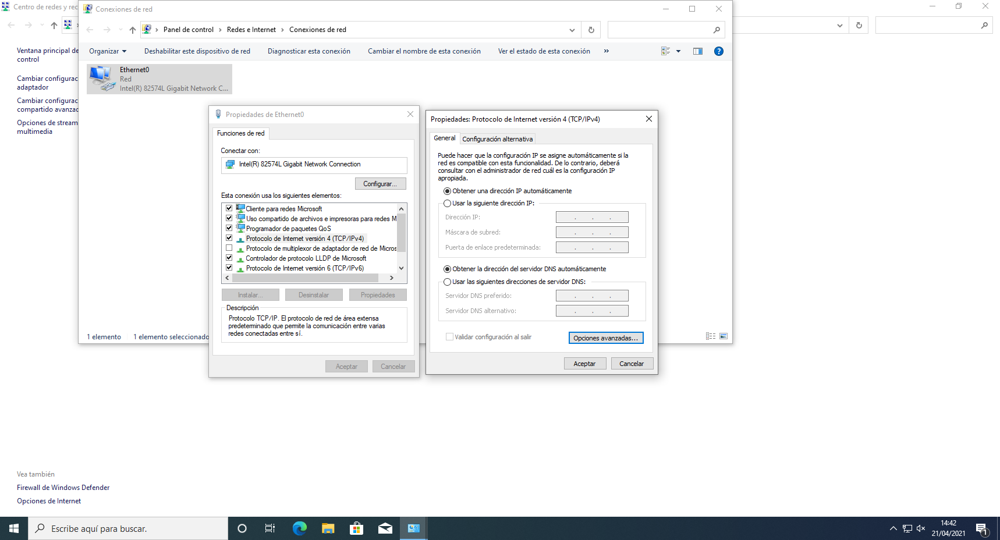 Centro de redes y rec
Ventana principal de
control
Cambiar configurac
adaptador
Cambiar configurac
compartido avanzad
Opciones de stream
multimedia
Vea también
Firewall de Windows Defender
Opciones de Internet
Conexiones de red
Panel de control
Redes e Internet
Conexiones de red
Organizar
Deshabilitar este dispositivo de red
Diagnosticar esta conexión
Cambiar el nombre de esta conexión
Ver el estado de esta conexión
»
?
Ethernet0
Red
Intel(R) 82574L Gigabit Network C...
1 elemento
1 elemento seleccionado
Propiedades de Ethernet0
Funciones de red
Conectar con:
Intel(R) 82574L Gigabit Network Connection
Configurar...
Esta conexión usa los siguientes elementos:
Cliente para redes Microsoft
Uso compartido de archivos e impresoras para redes M
Programador de paquetes QoS
Protocolo de Internet versión 4 (TCP/IPv4)
Protocolo de multiplexor de adaptador de red de Micros
Controlador de protocolo LLDP de Microsoft
Protocolo de Internet versión 6 (TCP/IPv6)
Instalar...
Desinstalar
Propiedades
Descripción
Protocolo TCP/IP. El protocolo de red de área extensa
predeterminado que permite la comunicación entre varias
redes conectadas entre sí.
Aceptar
Cancelar
Propiedades: Protocolo de Internet versión 4 (TCP/IPv4)
General
Configuración alternativa
Puede hacer que la configuración IP se asigne automáticamente si la
red es compatible con esta funcionalidad. De lo contrario, deberá
consultar con el administrador de red cuál es la configuración IP
apropiada.
Obtener una dirección IP automáticamente
Usar la siguiente dirección IP:
Dirección IP:
Máscara de subred:
Puerta de enlace predeterminada:
Obtener la dirección del servidor DNS automáticamente
Usar las siguientes direcciones de servidor DNS:
Servidor DNS preferido:
Servidor DNS alternativo:
Validar configuración al salir
Opciones avanzadas...
Aceptar
Cancelar
Escribe aquí para buscar.
14:42
21/04/2021
1